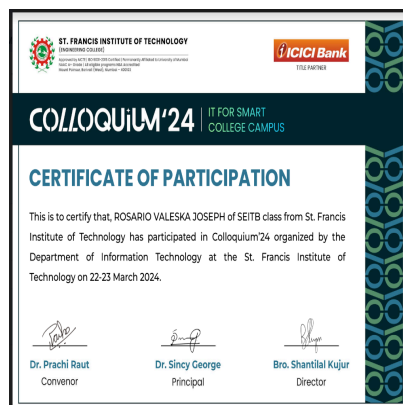 ST. FRANCIS INSTITUTE OF TECHNOLOGY
(ENGINEERING COLLEGE)
ICICI Bank
TITLE PARTNER
COLLOQUiUM'24
IT FOR SMART
COLLEGE CAMPUS
CERTIFICATE OF PARTICIPATION
This is to certify that, ROSARIO VALESKA JOSEPH of SEITB class from St. Francis
Institute of Technology has participated in Colloquium'24 organized by the
Department of Information Technology at the St. Francis Institute of
Technology on 22-23 March 2024.
Dr. Prachi Raut
Convenor
Dr. Sincy George
Principal
Bro. Shantilal Kujur
Director